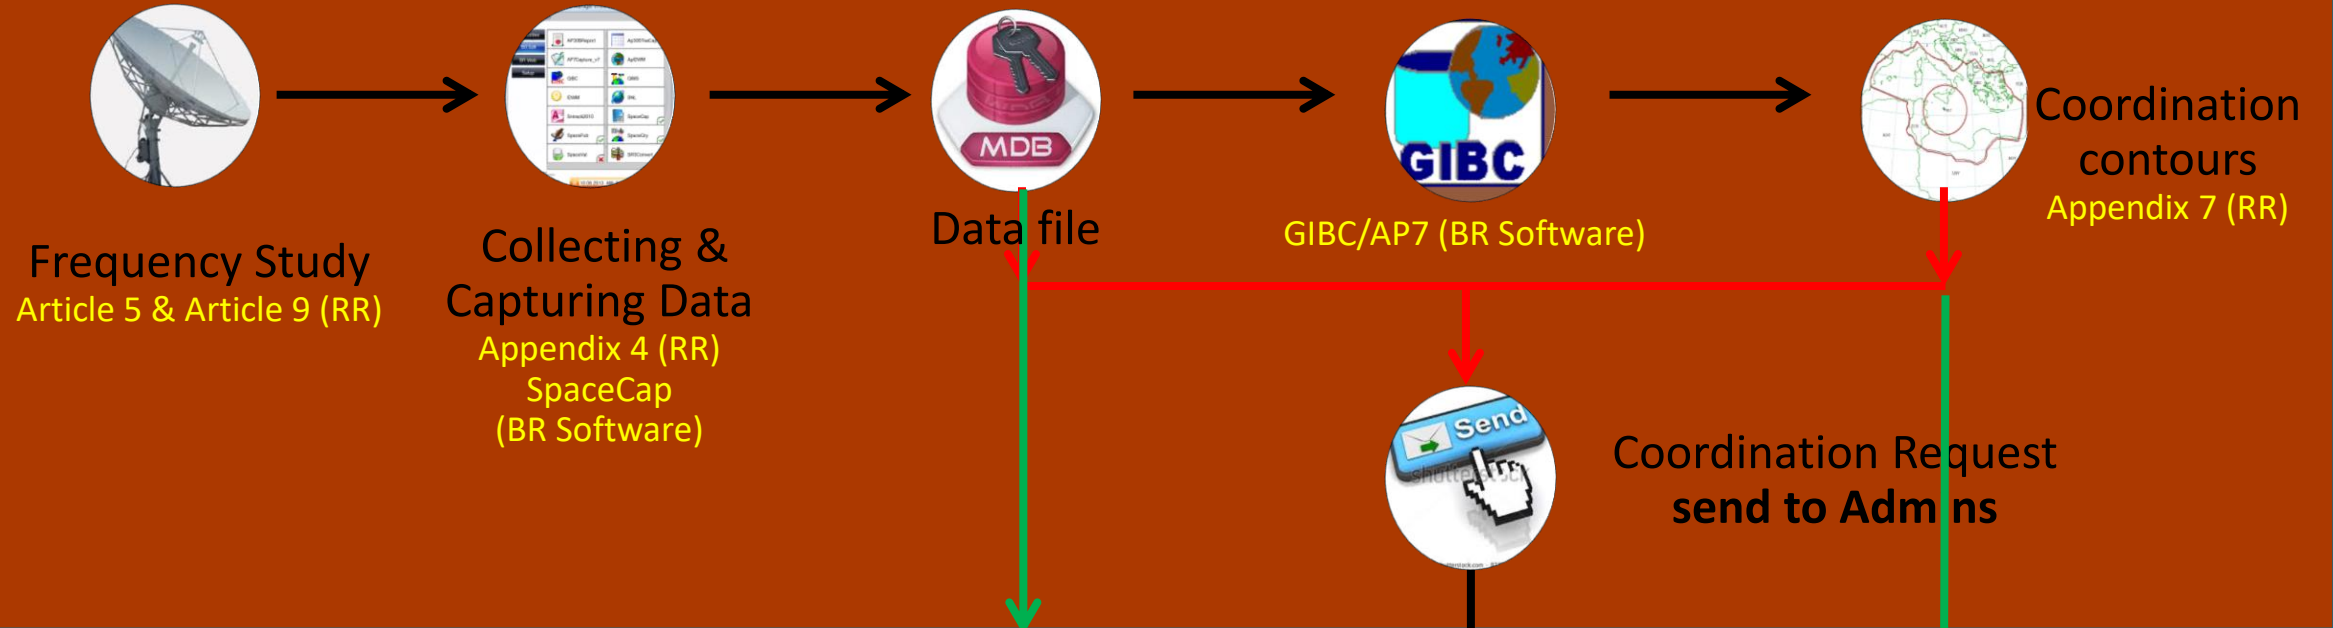 MDB
GIBC
Coordination
contours
Appendix 7 (RR)
Data file
GIBC/AP7 (BR Software)
Frequency Study
Article 5 & Article 9 (RR)
Collecting &
Capturing Data
Appendix 4 (RR)
SpaceCap
(BR Software)
Send
shutterstock
Coordination Request
send to Admins